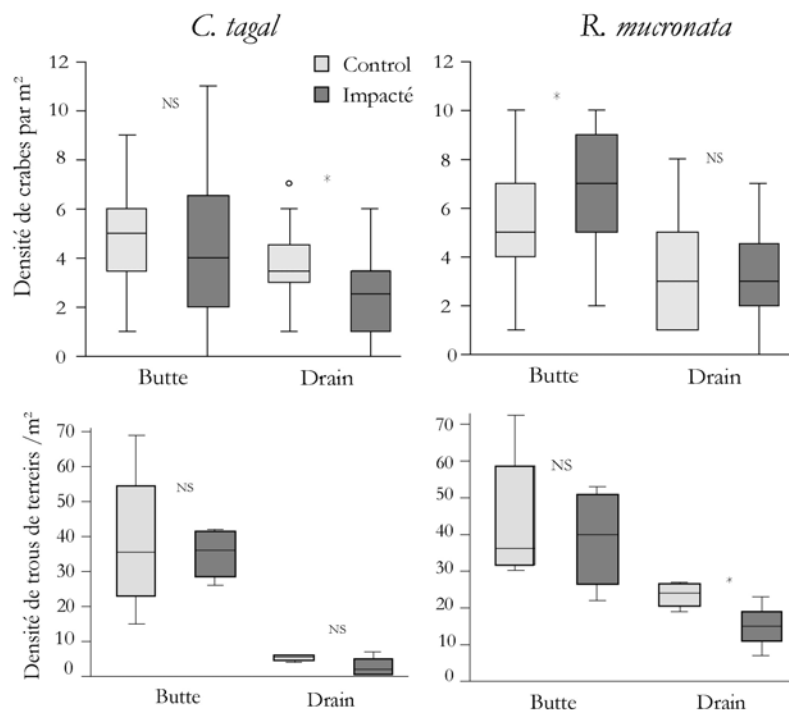 C. tagal
R. mucronata
Densité de crabes par m²
12
10
8
6
4
2
0
NS
*
Control
Impacté
Butte
Drain
12
10
8
6
4
2
0
*
NS
Butte
Drain
Densité de trous de terreirs /m²
70
60
50
40
30
20
10
0
NS
NS
Butte
Drain
70
60
50
40
30
20
10
0
NS
*
Butte
Drain